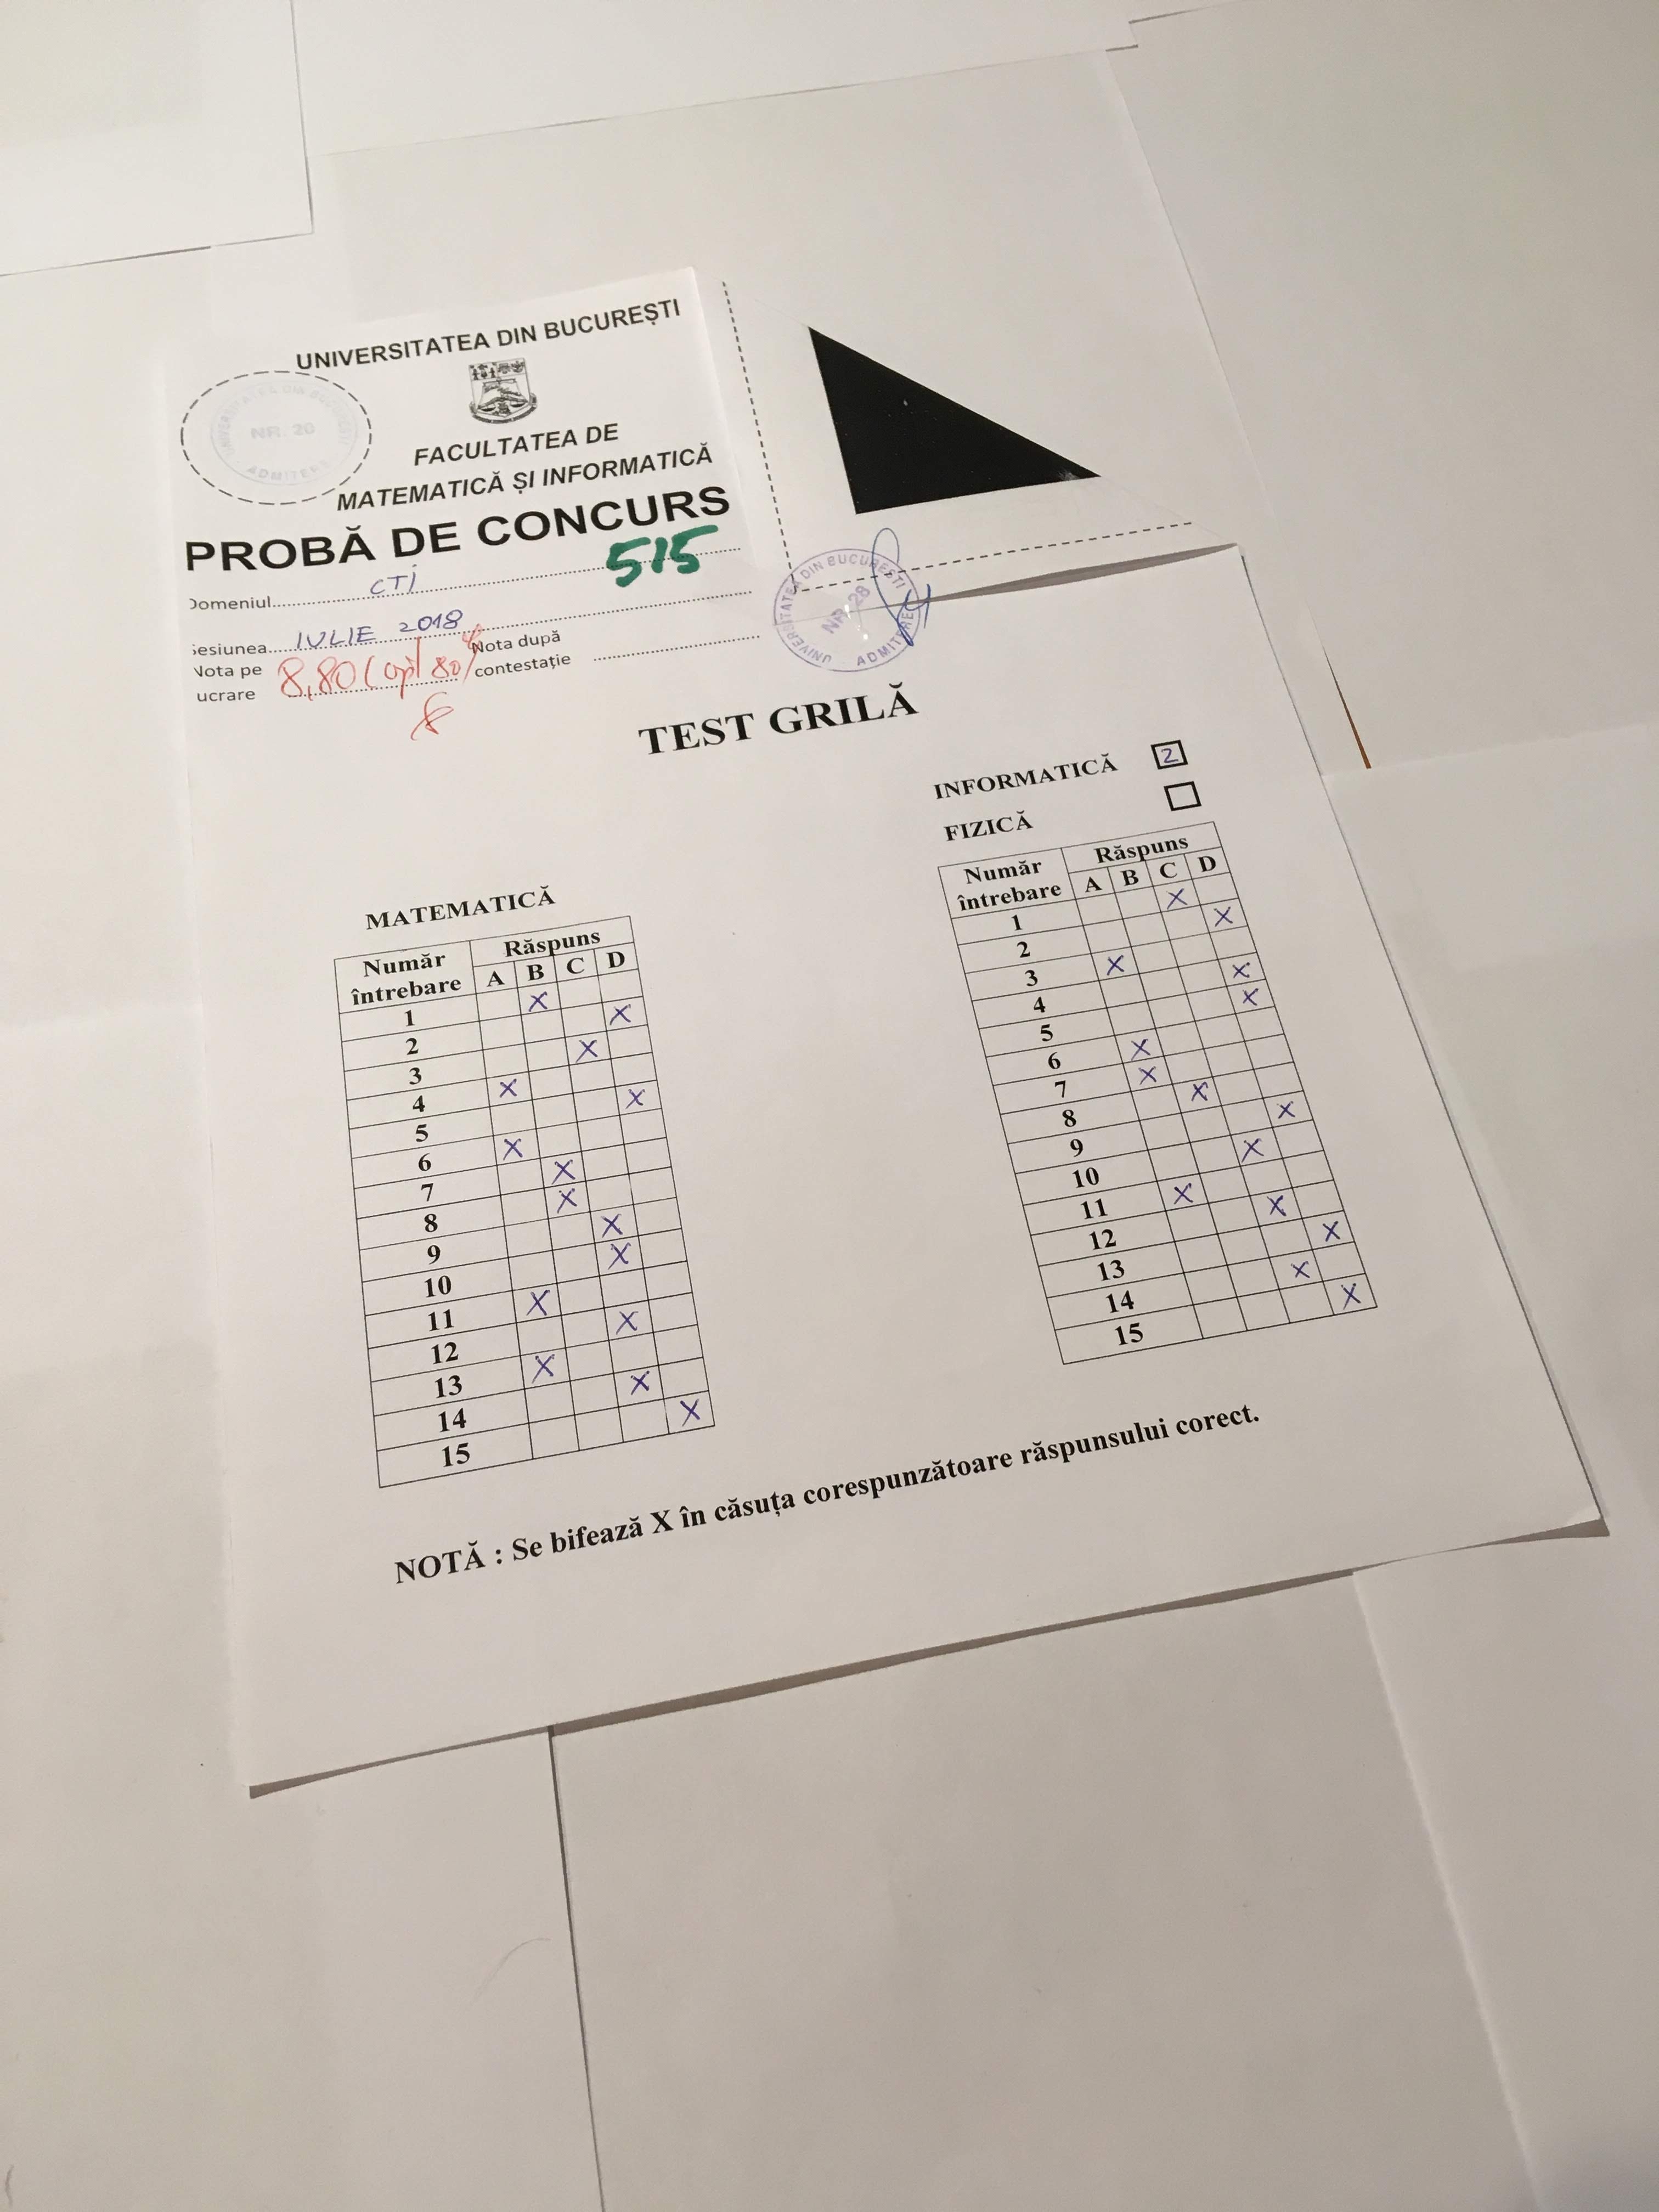 UNIVERSITATEA DIN BUCUREȘTI
UNIVERSITATEA DIN BUCUREȘTI
NR. 28
ADMITERE
FACULTATEA DE
MATEMATICĂ ȘI INFORMATICĂ
PROBĂ DE CONCURS
515
Domeniul CTI
Sesiunea IULIE 2018
Nota pe lucrare 8,80 ( 80
Nota după contestație
UNIVERSITATEA DIN BUCUREȘTI
NR. 28
ADMITERE
TEST GRILĂ
INFORMATICĂ 2
FIZICĂ
MATEMATICĂ
Număr întrebare Răspuns
A B C D
1 X
2 X
3 X
4 X
5 X
6 X
7 X
8 X
9 X
10 X
11 X
12 X
13 X
14 X
15 X
Număr întrebare Răspuns
A B C D
1 X
2 X
3 X
4 X
5 X
6 X
7 X
8 X
9 X
10 X
11 X
12 X
13 X
14 X
15 X
NOTĂ : Se bifează X în căsuța corespunzătoare răspunsului corect.